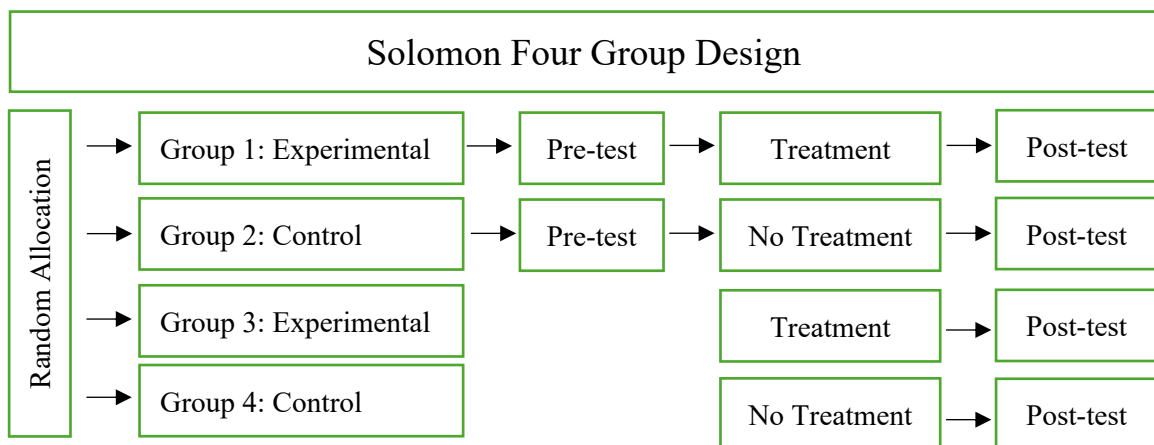 Solomon Four Group Design
Random Allocation
Group 1: Experimental
Pre-test
Treatment
Post-test
Group 2: Control
Pre-test
No Treatment
Post-test
Group 3: Experimental
Treatment
Post-test
Group 4: Control
No Treatment
Post-test